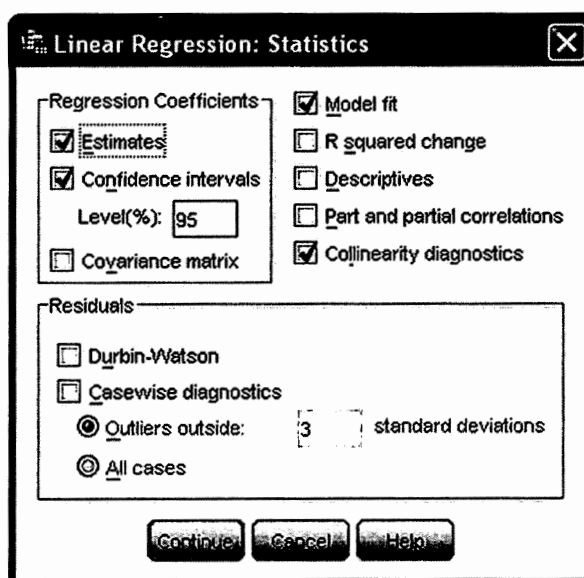 Linear Regression: Statistics
Regression Coefficients
Estimates
Confidence intervals
Level(%): 95
Covariance matrix
Model fit
R squared change
Descriptives
Part and partial correlations
Collinearity diagnostics
Residuals
Durbin-Watson
Casewise diagnostics
Outliers outside: 3 standard deviations
All cases
Continue Cancel Help